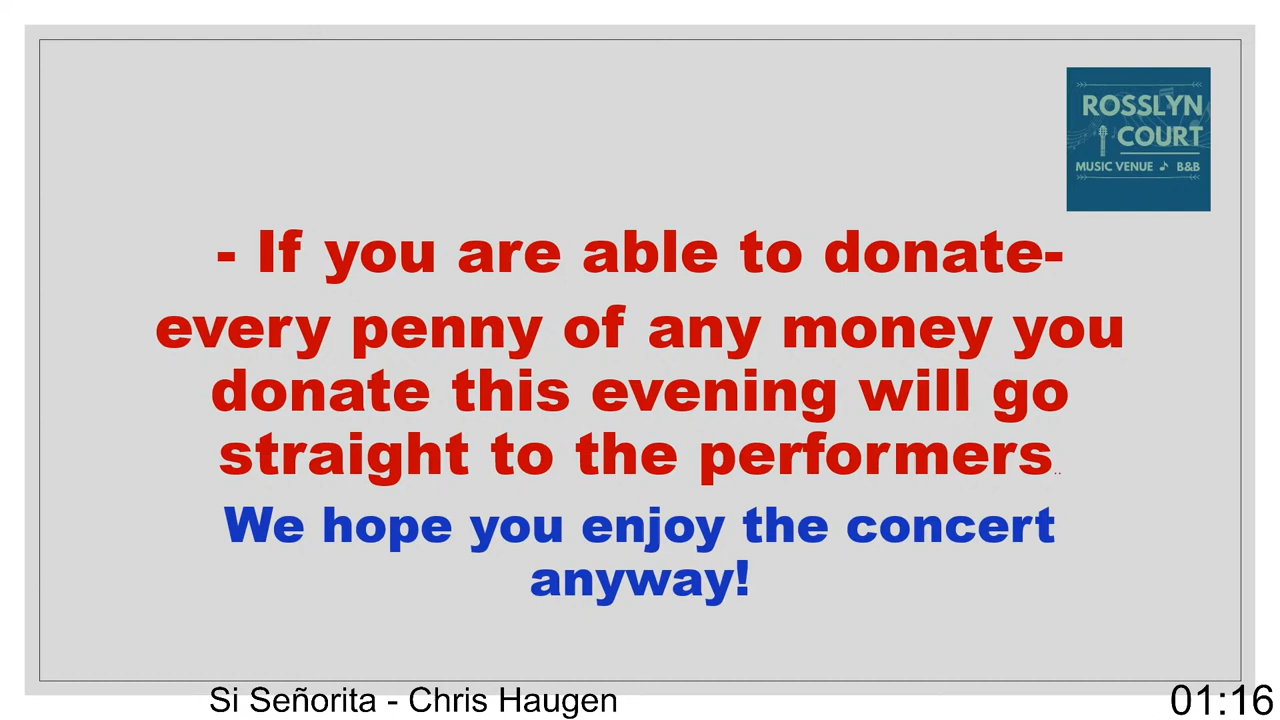 ROSSLYN
COURT
MUSIC VENUE ♪ B&B
- If you are able to donate-
every penny of any money you
donate this evening will go
straight to the performers..
We hope you enjoy the concert
anyway!
Si Señorita - Chris Haugen
01:16